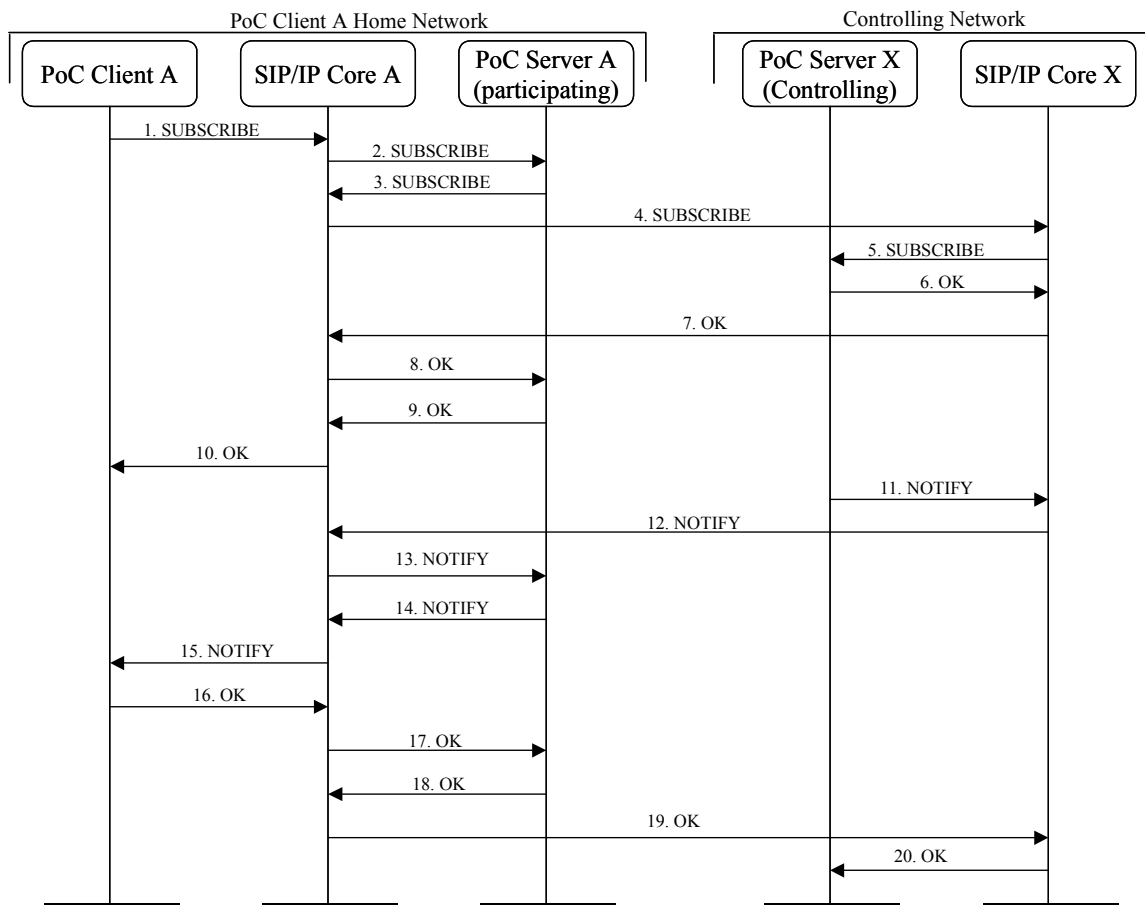 PoC Client A Home Network
Controlling Network
PoC Client A
SIP/IP Core A
PoC Server A
(participating)
PoC Server X
(Controlling)
SIP/IP Core X
1. SUBSCRIBE
2. SUBSCRIBE
3. SUBSCRIBE
4. SUBSCRIBE
5. SUBSCRIBE
6. OK
7. OK
8. OK
9. OK
10. OK
11. NOTIFY
12. NOTIFY
13. NOTIFY
14. NOTIFY
15. NOTIFY
16. OK
17. OK
18. OK
19. OK
20. OK